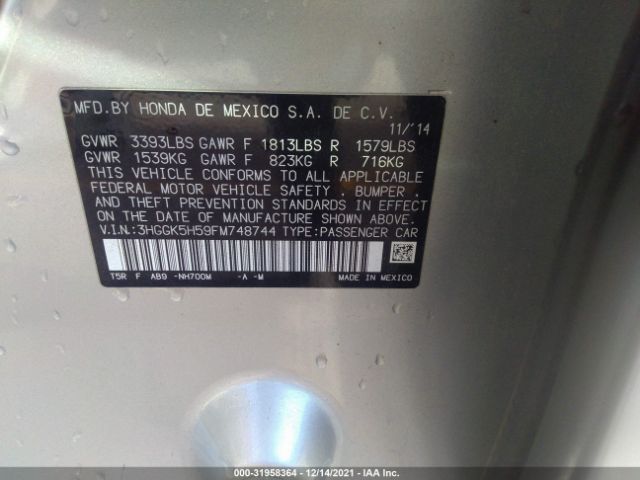 MFD.BY HONDA DE MEXICO S.A. DE C.V.
11/'14
GVWR 3393LBS GAWR F 1813LBS R 1579LBS
GVWR 1539KG GAWR F 823KG R 716KG
THIS VEHICLE CONFORMS TO ALL APPLICABLE
FEDERAL MOTOR VEHICLE SAFETY , BUMPER ,
AND THEFT PREVENTION STANDARDS IN EFFECT
ON THE DATE OF MANUFACTURE SHOWN ABOVE.
V.I.N.:3HGGK5H59FM748744 TYPE:PASSENGER CAR
T5R F AB9 -NH700M -A -M MADE IN MEXICO
000-31958364 | 12/14/2021 | IAA Inc.